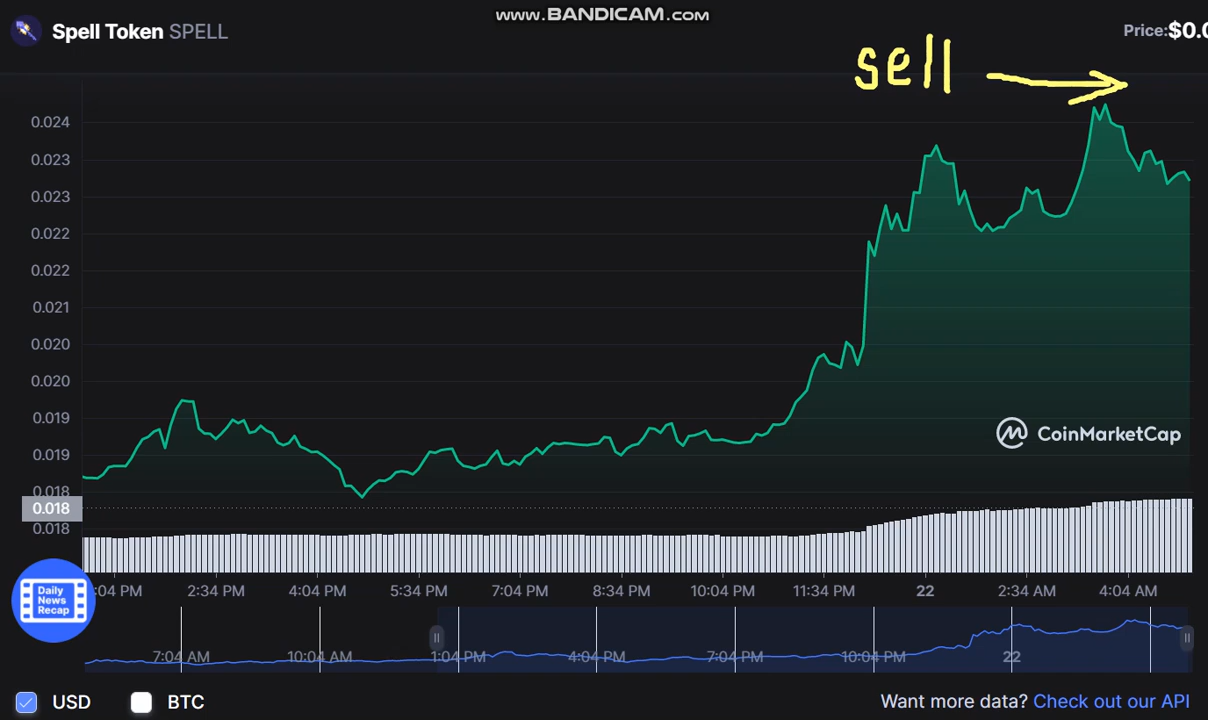 www.BANDICAM.com
Spell Token SPELL
Price:$0.0
sell
0.024
0.023
0.023
0.022
0.022
0.021
0.020
0.020
0.019
0.019
0.018
0.018
0.018
CoinMarketCap
Daily
News
Recap
:04 PM 2:34 PM 4:04 PM 5:34 PM 7:04 PM 8:34 PM 10:04 PM 11:34 PM 22 2:34 AM 4:04 AM
7:04 AM 10:04 AM 1:04 PM 4:04 PM 7:04 PM 10:04 PM 22
USD BTC
Want more data? Check out our API